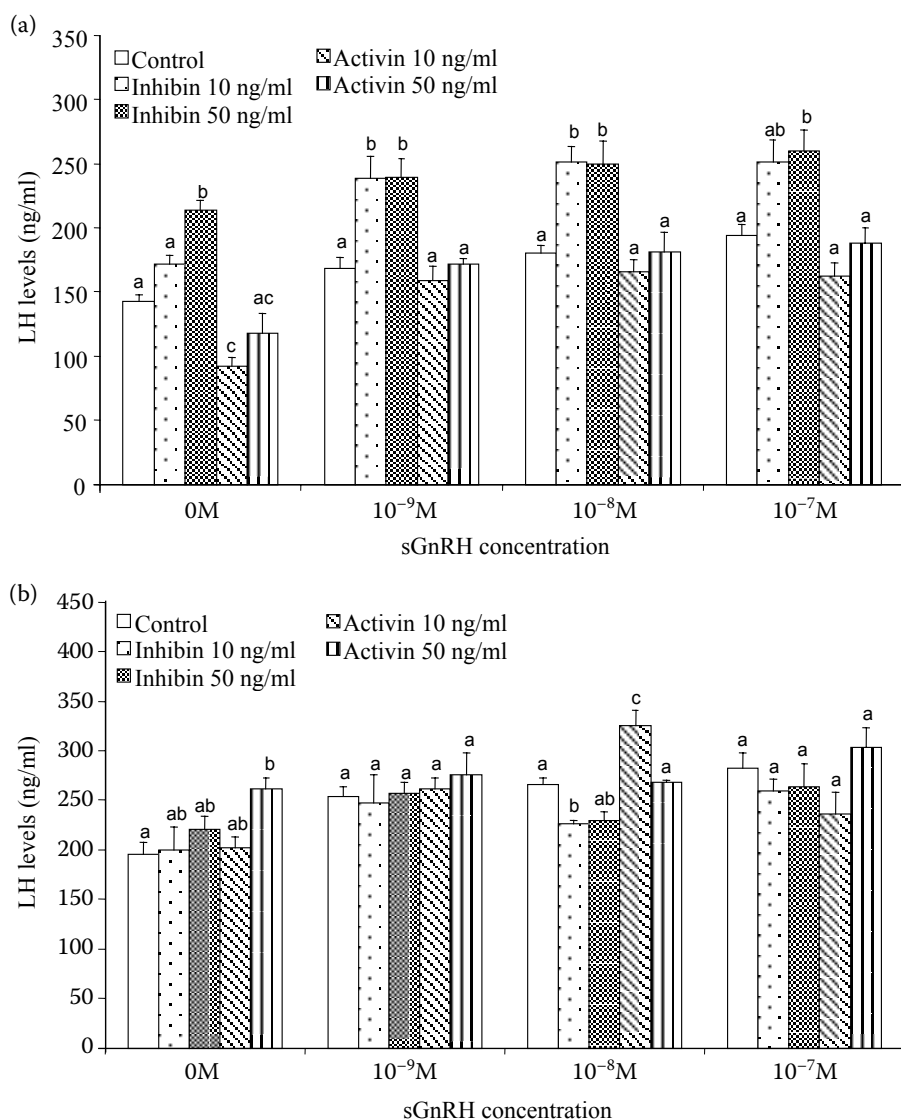 (a)
350
300
250
200
150
100
50
0
LH levels (ng/ml)
Control
Inhibin 10 ng/ml
Inhibin 50 ng/ml
Activin 10 ng/ml
Activin 50 ng/ml
a a b c ac
a b b a a
a b b a a
a ab b a a
0M 10⁻⁹M 10⁻⁸M 10⁻⁷M
sGnRH concentration
(b)
450
400
350
300
250
200
150
100
50
0
LH levels (ng/ml)
Control
Inhibin 10 ng/ml
Inhibin 50 ng/ml
Activin 10 ng/ml
Activin 50 ng/ml
a ab ab ab b
a a a a a
a b ab c a
a a a a a
0M 10⁻⁹M 10⁻⁸M 10⁻⁷M
sGnRH concentration